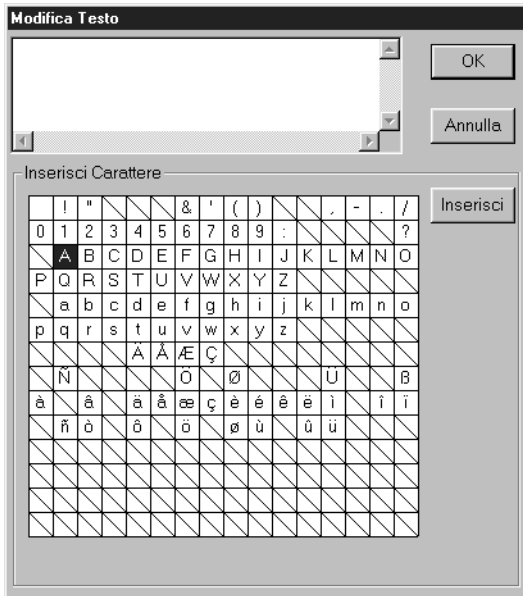 Modifica Testo
OK
Annulla
Inserisci Carattere
Inserisci
! " & ' ( ) , - . /
0 1 2 3 4 5 6 7 8 9 : ?
A B C D E F G H I J K L M N O
P Q R S T U V W X Y Z
a b c d e f g h i j k l m n o
p q r s t u v w x y z
Ä Å Æ Ç
Ñ Ö Ø Ü ß
à â ä å æ ç è é ê ë ì î ï
ñ ò ô ö ø ù û ü